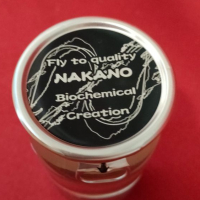 Fly to quality
NAKANO
Biochemical
Creation